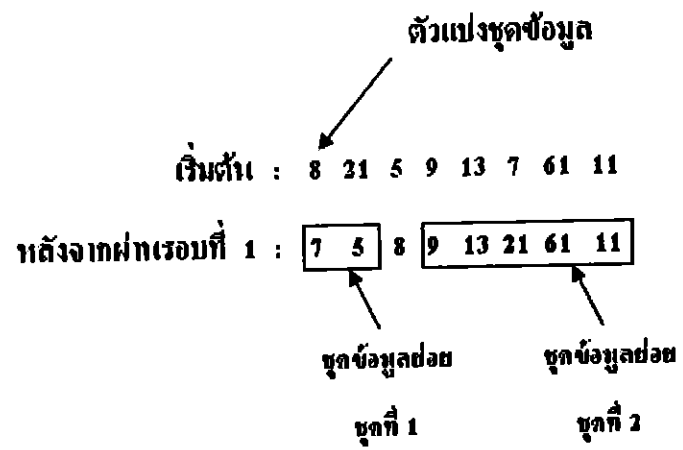 ตัวแบ่งชุดข้อมูล
เริ่มต้น : 8 21 5 9 13 7 61 11
หลังจากผ่านรอบที่ 1 : 7 5 8 9 13 21 61 11
ชุดข้อมูลย่อย ชุดข้อมูลย่อย
ชุดที่ 1 ชุดที่ 2